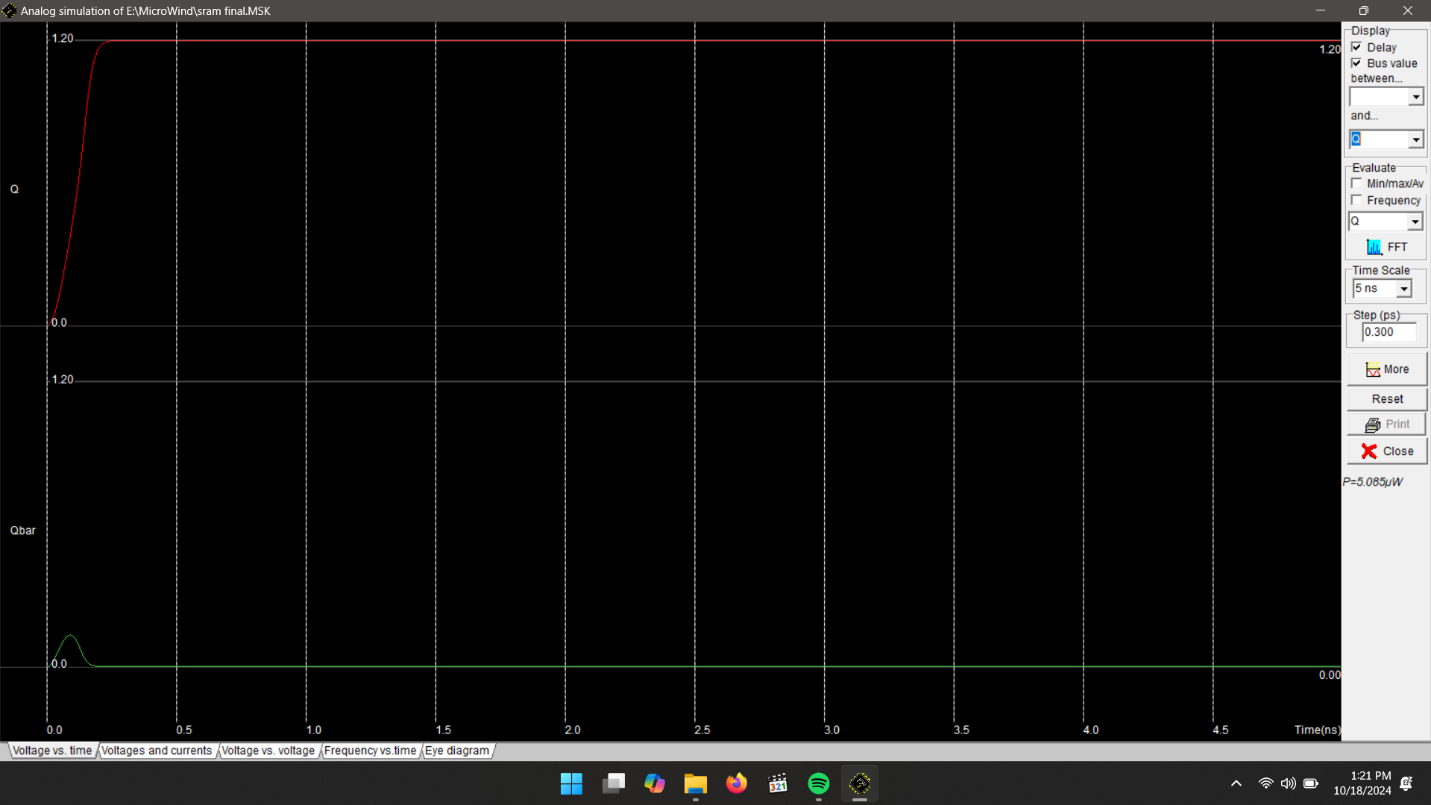 Analog simulation of E:\MicroWind\sram final.MSK
1.20
1.20
Q
0.0
1.20
Qbar
0.0
0.00
0.0 0.5 1.0 1.5 2.0 2.5 3.0 3.5 4.0 4.5 Time(ns)
Voltage vs. time Voltages and currents Voltage vs. voltage Frequency vs.time Eye diagram
Display
Delay
Bus value
between...
and...
Q
Evaluate
Min/max/Av
Frequency
Q
FFT
Time Scale
5 ns
Step (ps)
0.300
More
Reset
Print
Close
P=5.085µW
321
1:21 PM
10/18/2024